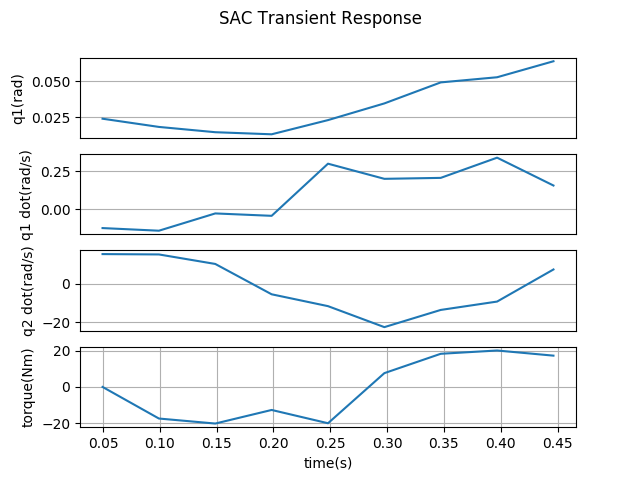 SAC Transient Response
q1(rad)
0.050
0.025
q1 dot(rad/s)
0.25
0.00
q2 dot(rad/s)
0
−20
torque(Nm)
20
0
−20
0.05 0.10 0.15 0.20 0.25 0.30 0.35 0.40 0.45
time(s)